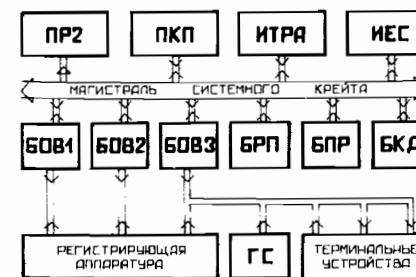 ПР2 ПКП ИТРА ИЕС
МАГИСТРАЛЬ СИСТЕМНОГО КРЕЙТА
БОВ1 БОВ2 БОВ3 БРП БПР БКД
РЕГИСТРИРУЮЩАЯ
АППАРАТУРА
ГС
ТЕРМИНАЛЬНЫЕ
УСТРОЙСТВА